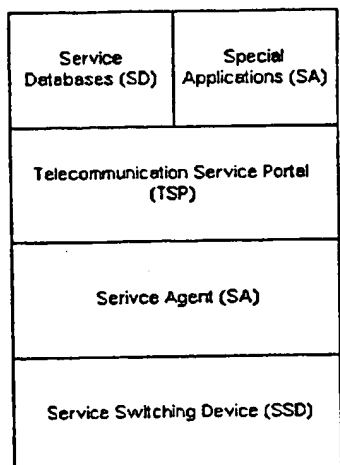 Service
Databases (SD)
Special
Applications (SA)
Telecommunication Service Portal
(TSP)
Serivce Agent (SA)
Service Switching Device (SSD)